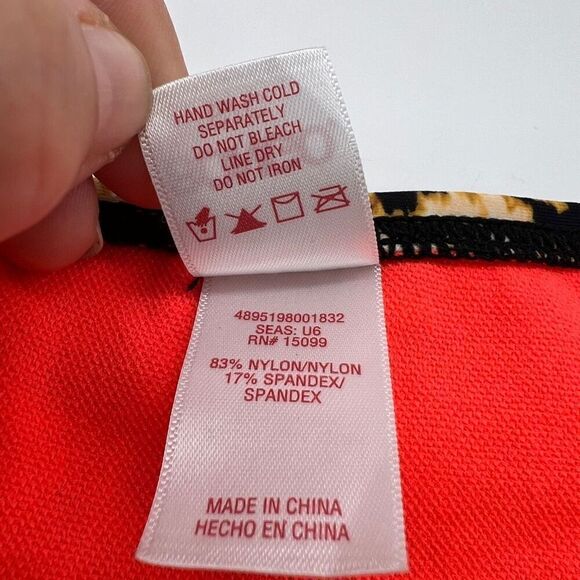 HAND WASH COLD
SEPARATELY
DO NOT BLEACH
LINE DRY
DO NOT IRON
4895198001832
SEAS: U6
RN# 15099
83% NYLON/NYLON
17% SPANDEX/
SPANDEX
MADE IN CHINA
HECHO EN CHINA